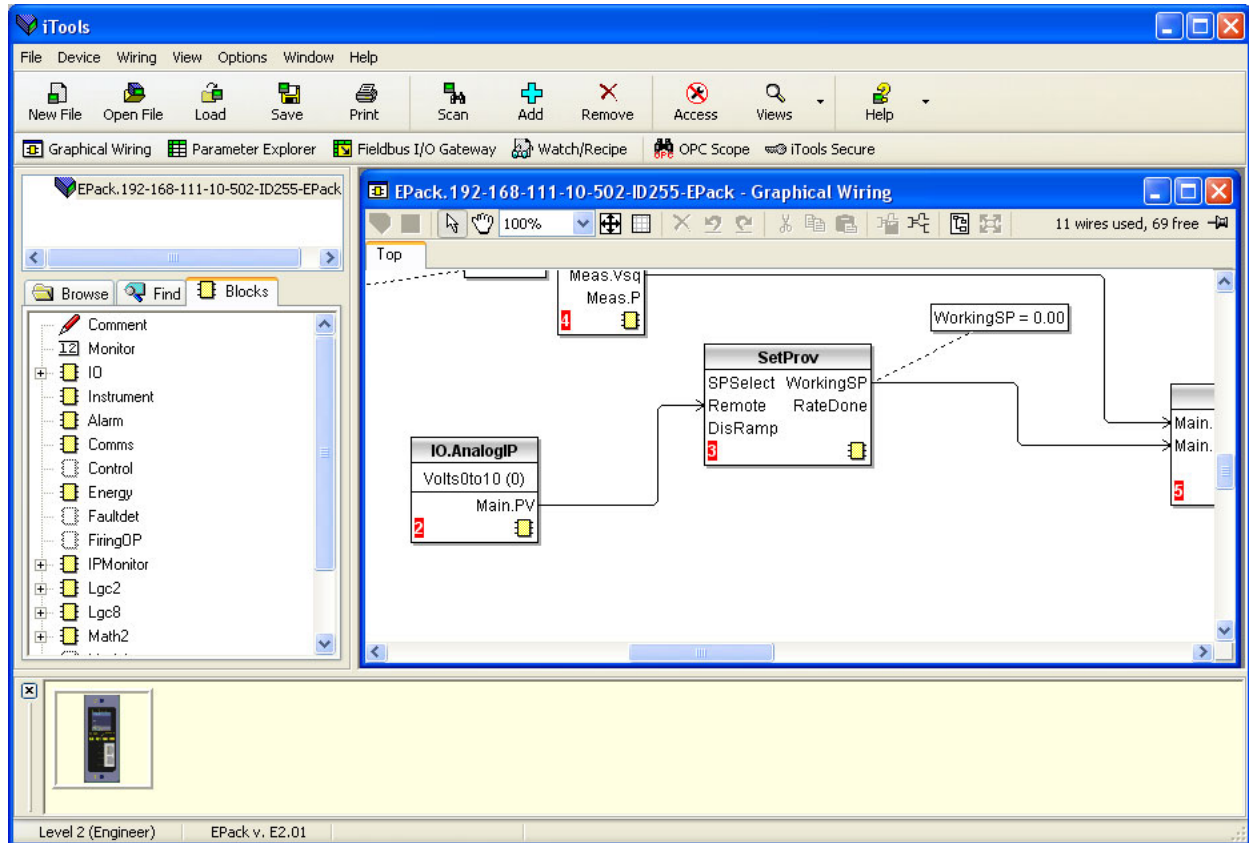 iTools
File Device Wiring View Options Window Help
New File Open File Load Save Print Scan Add Remove Access Views Help
Graphical Wiring Parameter Explorer Fieldbus I/O Gateway Watch/Recipe OPC Scope iTools Secure
EPack.192-168-111-10-502-ID255-EPack
Browse Find Blocks
Comment
12 Monitor
IO
Instrument
Alarm
Comms
Control
Energy
Faultdet
FiringOP
IPMonitor
Lgc2
Lgc8
Math2
EPack.192-168-111-10-502-ID255-EPack - Graphical Wiring
100% 11 wires used, 69 free
Top
Meas.Vsq
Meas.P
4
WorkingSP = 0.00
SetProv
SPSelect WorkingSP
Remote RateDone
DisRamp
3
IO.AnalogIP
Volts0to10 (0)
Main.PV
2
Main.
Main.
5
Level 2 (Engineer) EPack v. E2.01